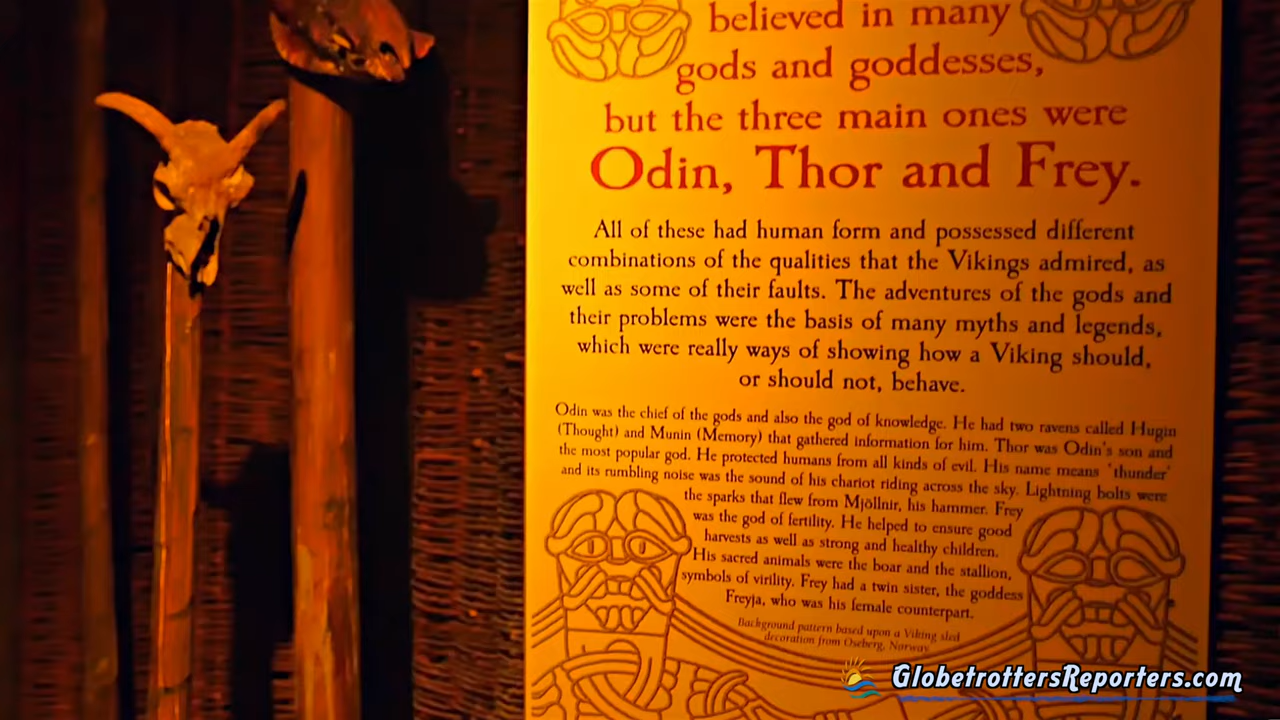 believed in many
gods and goddesses,
but the three main ones were
Odin, Thor and Frey.
All of these had human form and possessed different
combinations of the qualities that the Vikings admired, as
well as some of their faults. The adventures of the gods and
their problems were the basis of many myths and legends,
which were really ways of showing how a Viking should,
or should not, behave.
Odin was the chief of the gods and also the god of knowledge. He had two ravens called Hugin
(Thought) and Munin (Memory) that gathered information for him. Thor was Odin's son and
the most popular god. He protected humans from all kinds of evil. His name means 'thunder'
and its rumbling noise was the sound of his chariot riding across the sky. Lightning bolts were
the sparks that flew from Mjöllnir, his hammer. Frey
was the god of fertility. He helped to ensure good
harvests as well as strong and healthy children.
His sacred animals were the boar and the stallion,
symbols of virility. Frey had a twin sister, the goddess
Freyja, who was his female counterpart.
Background pattern based upon a Viking sled
decoration from Oseberg, Norway.
GlobetrottersReporters.com